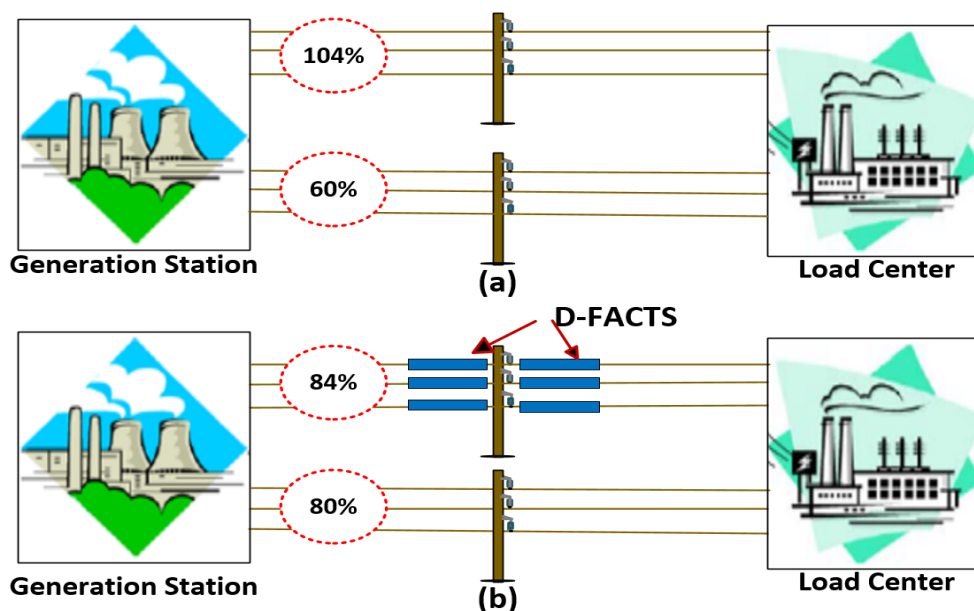 104%
60%
Generation Station
(a)
Load Center
D-FACTS
84%
80%
Generation Station
(b)
Load Center